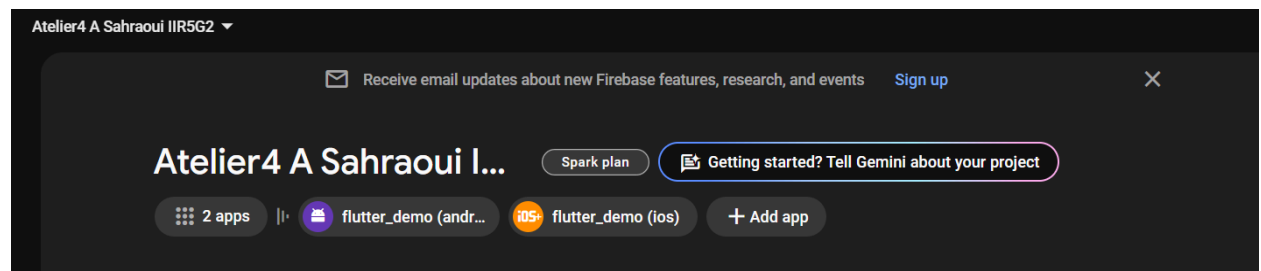 Atelier4 A Sahraoui IIR5G2
Receive email updates about new Firebase features, research, and events Sign up
Atelier4 A Sahraoui I... Spark plan Getting started? Tell Gemini about your project
2 apps flutter_demo (andr... iOS+ flutter_demo (ios) + Add app